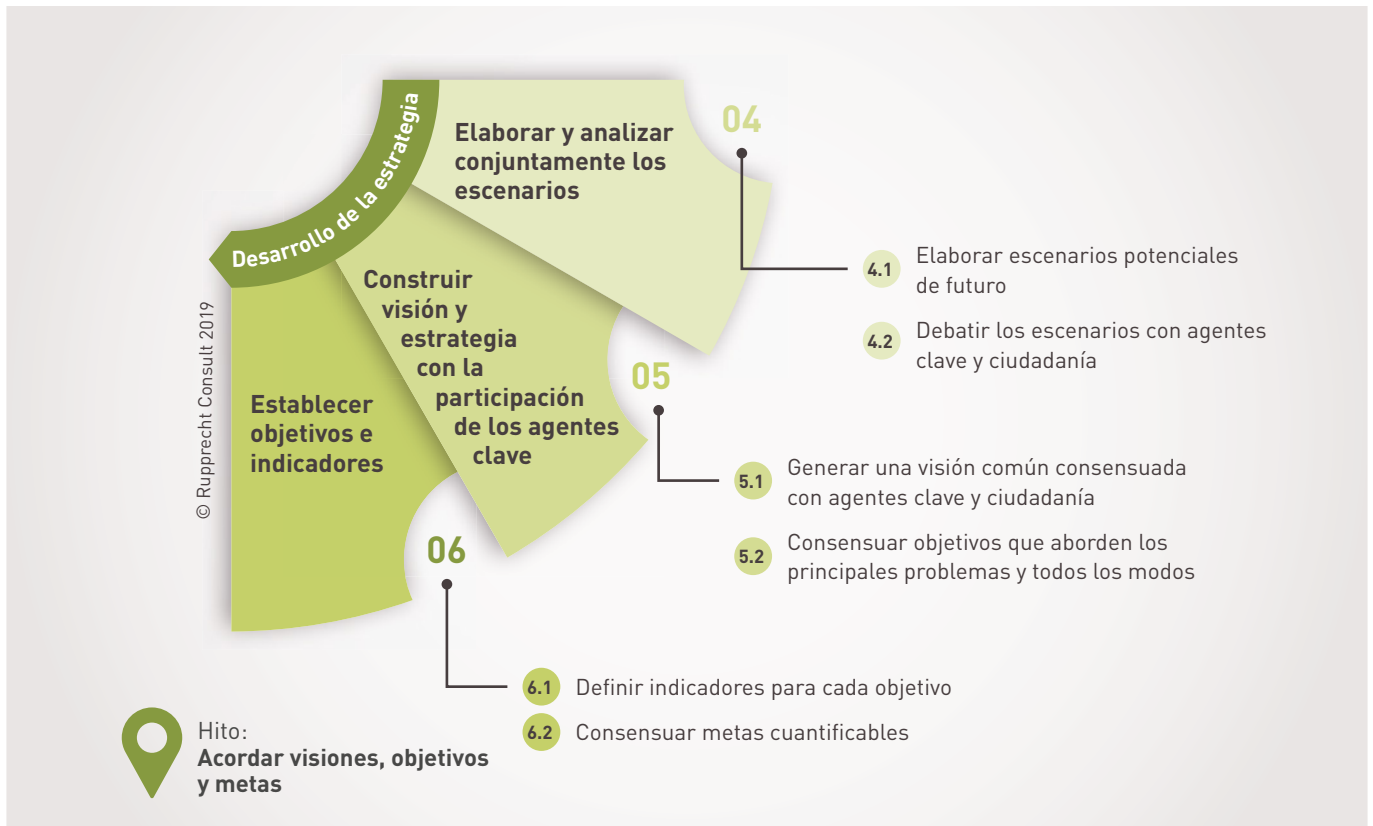 Desarrollo de la estrategia
Elaborar y analizar
conjuntamente los
escenarios
04
4.1 Elaborar escenarios potenciales
de futuro
4.2 Debatir los escenarios con agentes
clave y ciudadanía
Construir
visión y
estrategia
con la
participación
de los agentes
clave
05
5.1 Generar una visión común consensuada
con agentes clave y ciudadanía
5.2 Consensuar objetivos que aborden los
principales problemas y todos los modos
Establecer
objetivos e
indicadores
06
6.1 Definir indicadores para cada objetivo
6.2 Consensuar metas cuantificables
© Rupprecht Consult 2019
Hito:
Acordar visiones, objetivos
y metas